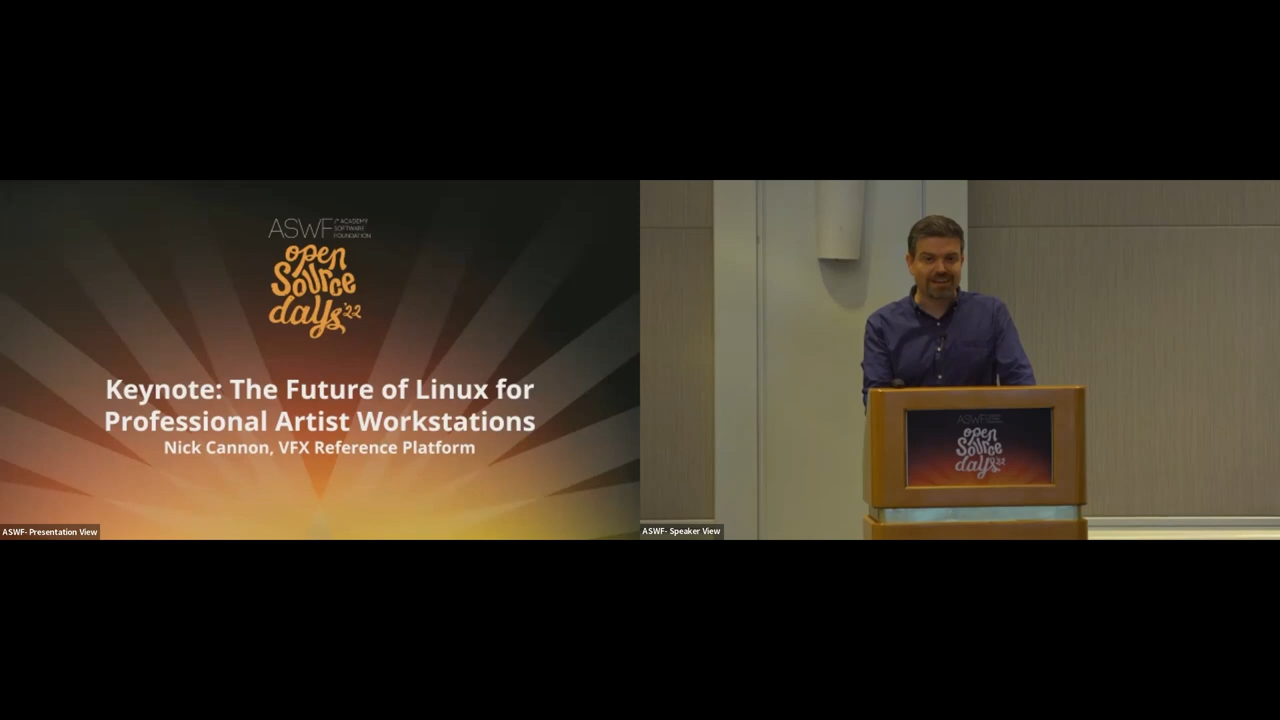 ASWF ACADEMY
SOFTWARE
FOUNDATION
open
Source
days '22
Keynote: The Future of Linux for
Professional Artist Workstations
Nick Cannon, VFX Reference Platform
ASWF- Presentation View
ASWF
open
Source
days '22
ASWF- Speaker View